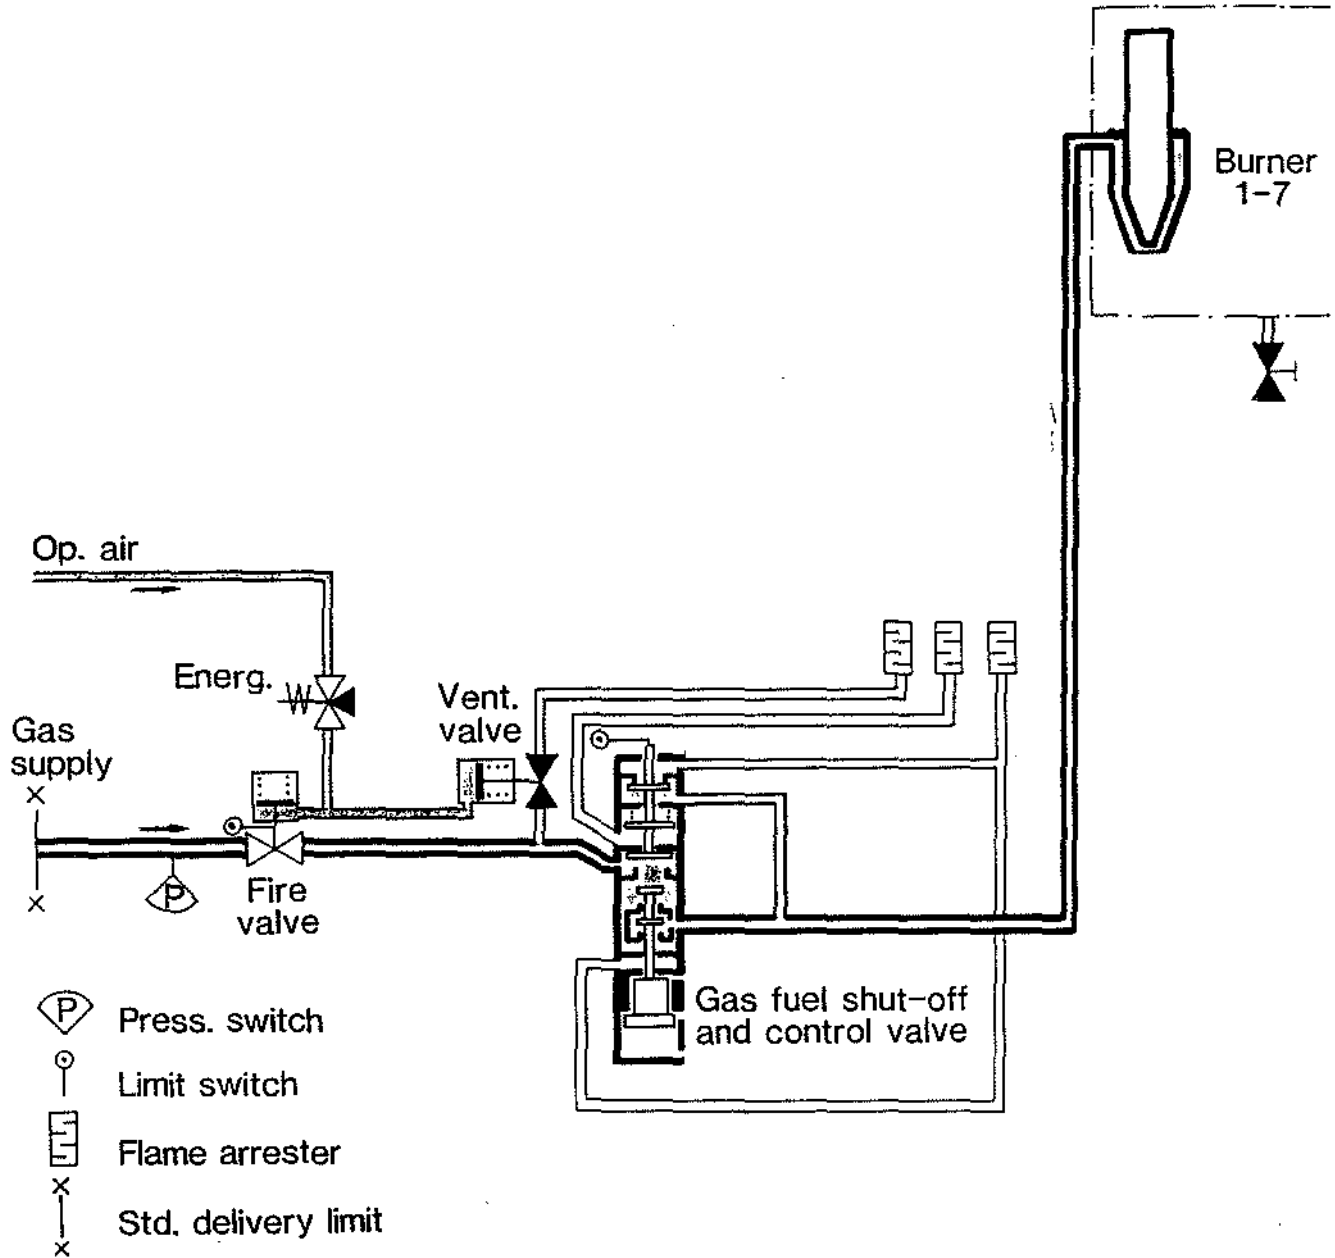 Burner
1-7
Op. air
Energ.
Vent.
valve
Gas
supply
P
Fire
valve
Gas fuel shut-off
and control valve
P Press. switch
Limit switch
Flame arrester
Std. delivery limit